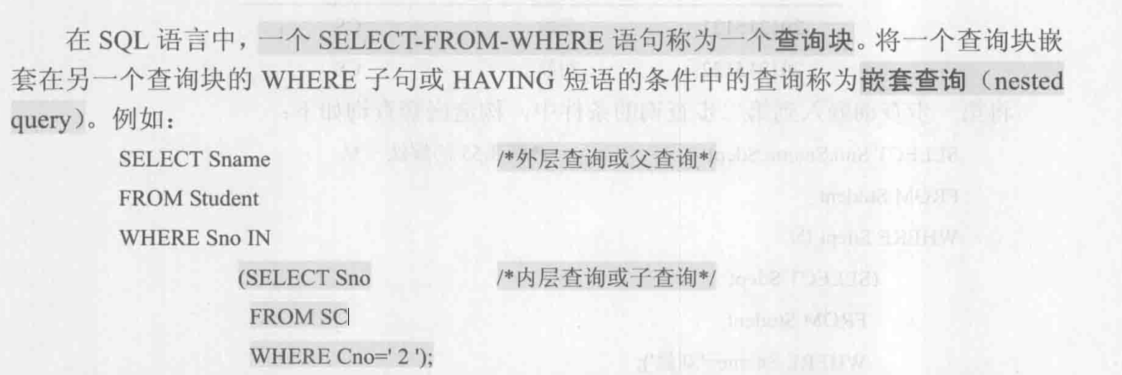 在 SQL 语言中，一个 SELECT-FROM-WHERE 语句称为一个查询块。将一个查询块嵌
套在另一个查询块的 WHERE 子句或 HAVING 短语的条件中的查询称为嵌套查询（nested
query）。例如：
SELECT Sname /*外层查询或父查询*/
FROM Student
WHERE Sno IN
(SELECT Sno /*内层查询或子查询*/
FROM SC
WHERE Cno=' 2 ');